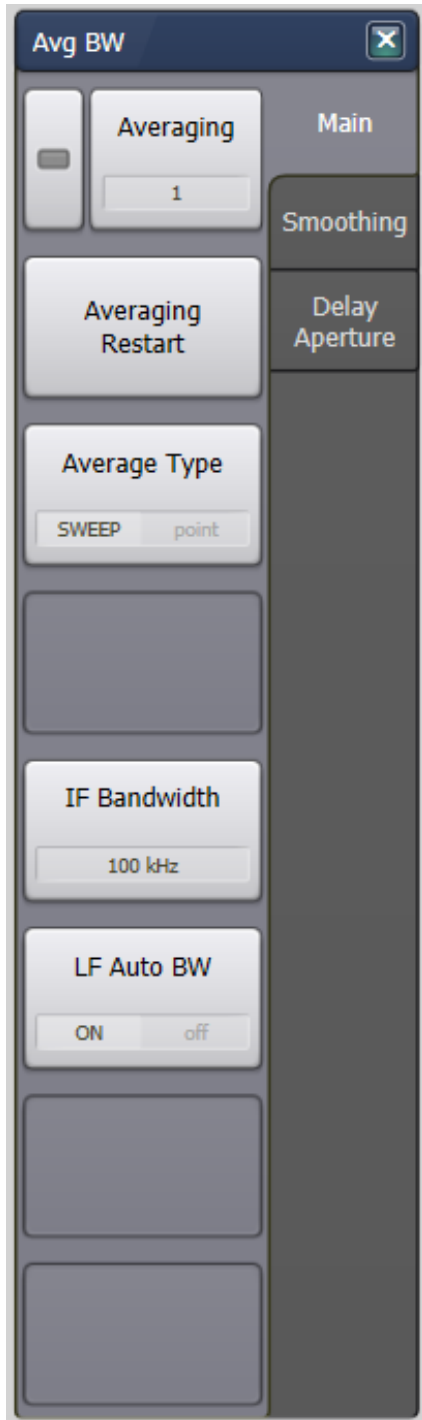 Avg BW
Averaging
1
Averaging
Restart
Average Type
SWEEP point
IF Bandwidth
100 kHz
LF Auto BW
ON off
Main
Smoothing
Delay
Aperture